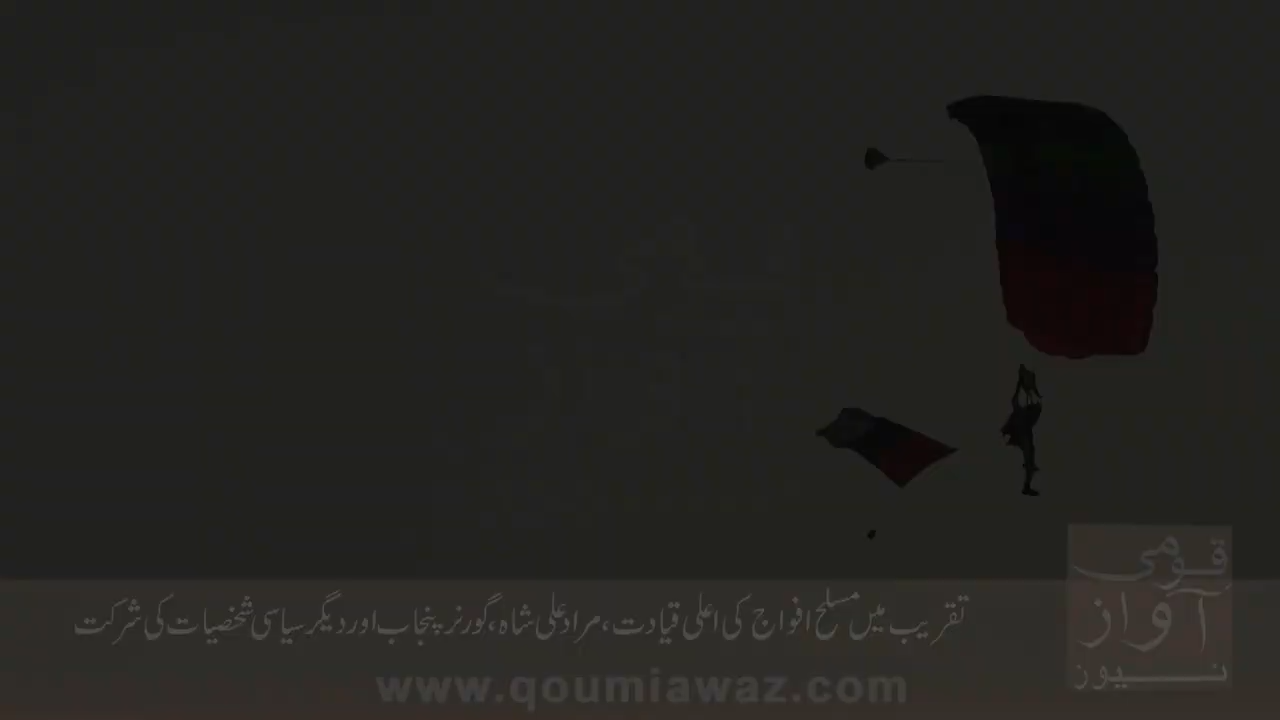 تقریب میں مسلح افواج کی اعلی قیادت، مراد علی شاہ، گورنر پنجاب اور دیگر سیاسی شخصیات کی شرکت
قومی
آواز
نیوز
www.qoumiawaz.com